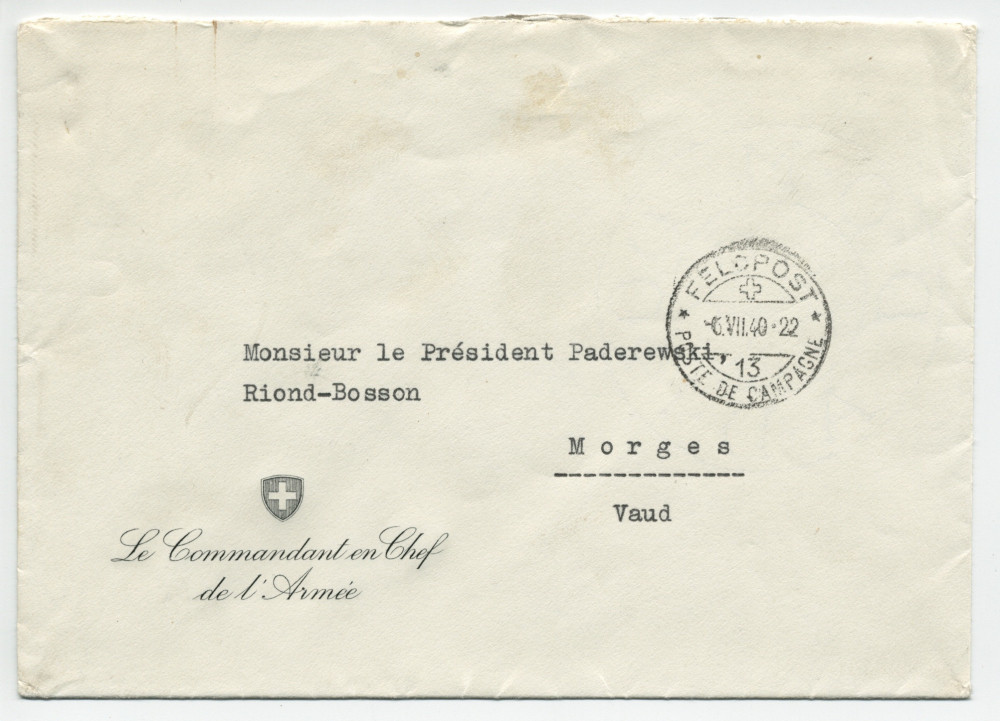 FELDPOST
-6.VII.40-22
13
POSTE DE CAMPAGNE
Monsieur le Président Paderewski,
Riond-Bosson
Morges
Vaud
Le Commandant en Chef
de l'Armée